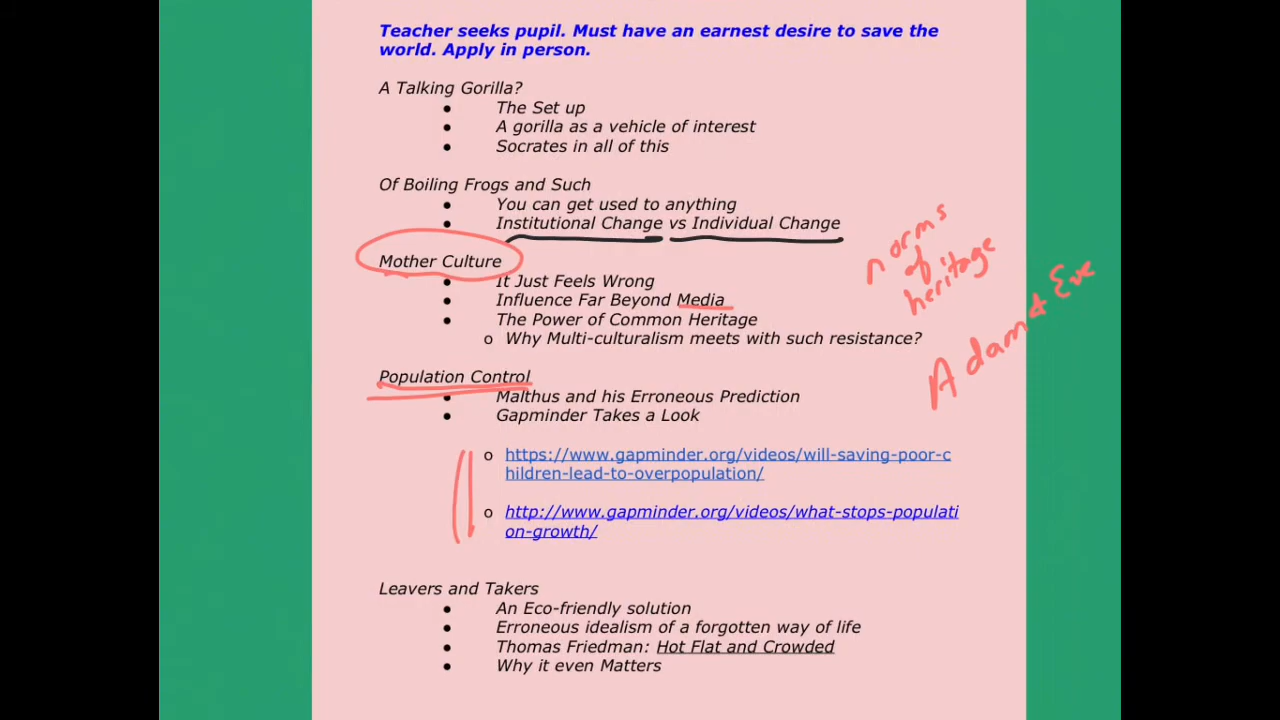 Teacher seeks pupil. Must have an earnest desire to save the
world. Apply in person.
A Talking Gorilla?
● The Set up
● A gorilla as a vehicle of interest
● Socrates in all of this
Of Boiling Frogs and Such
● You can get used to anything
● Institutional Change vs Individual Change
Mother Culture
● It Just Feels Wrong
● Influence Far Beyond Media
● The Power of Common Heritage
o Why Multi-culturalism meets with such resistance?
norms
of
heritage
Adam & Eve
Population Control
● Malthus and his Erroneous Prediction
● Gapminder Takes a Look
o https://www.gapminder.org/videos/will-saving-poor-c
hildren-lead-to-overpopulation/
o http://www.gapminder.org/videos/what-stops-populati
on-growth/
Leavers and Takers
● An Eco-friendly solution
● Erroneous idealism of a forgotten way of life
● Thomas Friedman: Hot Flat and Crowded
● Why it even Matters